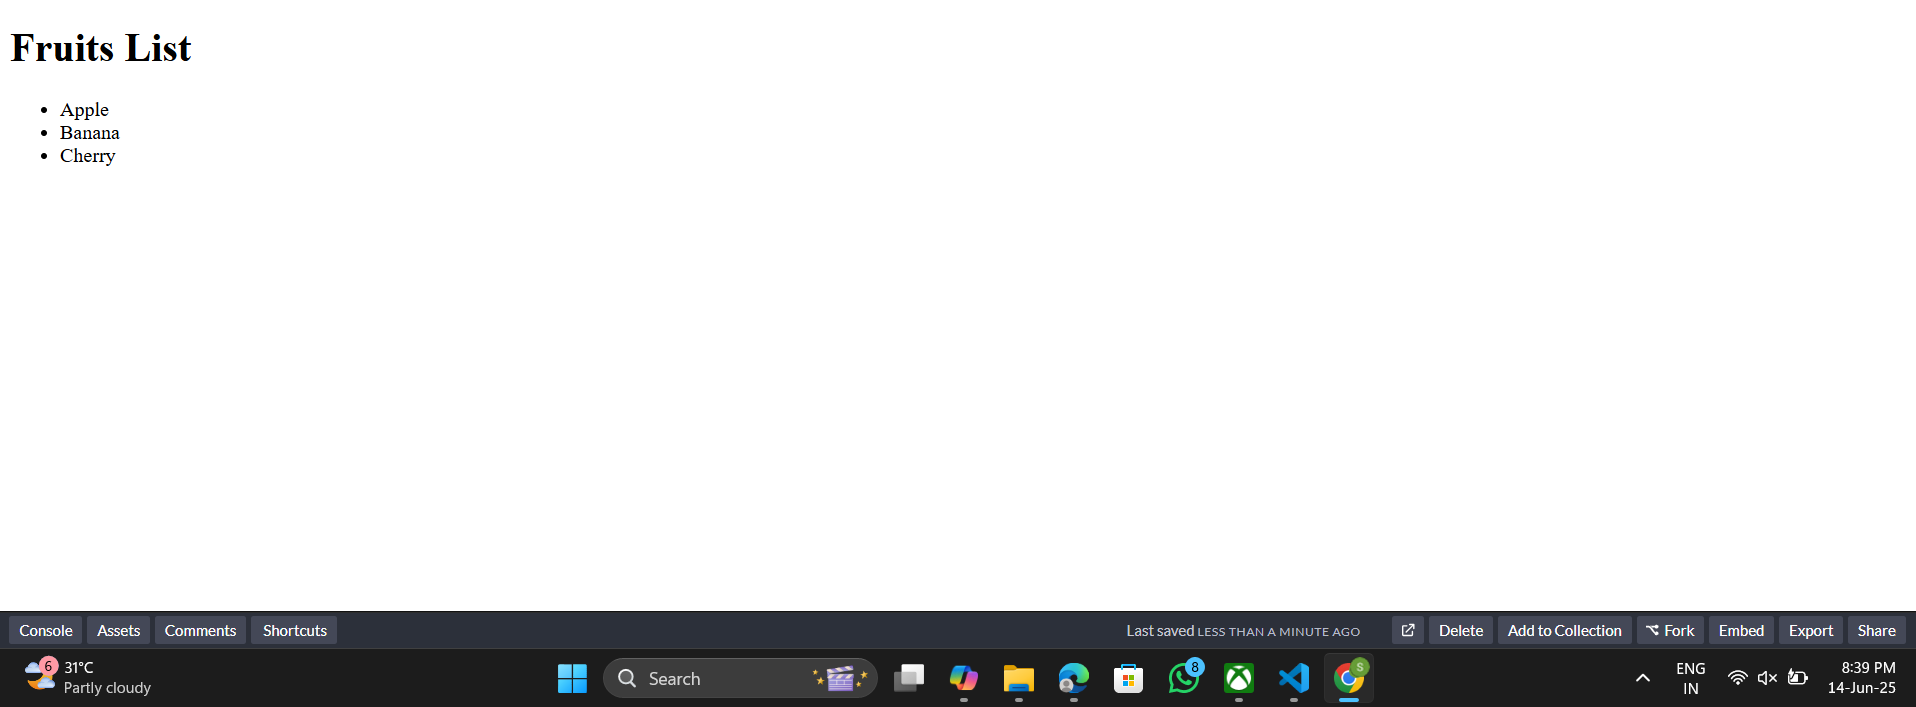 Fruits List
Apple
Banana
Cherry
Console Assets Comments Shortcuts Last saved LESS THAN A MINUTE AGO Delete Add to Collection Fork Embed Export Share
6 31°C
Partly cloudy
Search
8
S
ENG
IN
8:39 PM
14-Jun-25